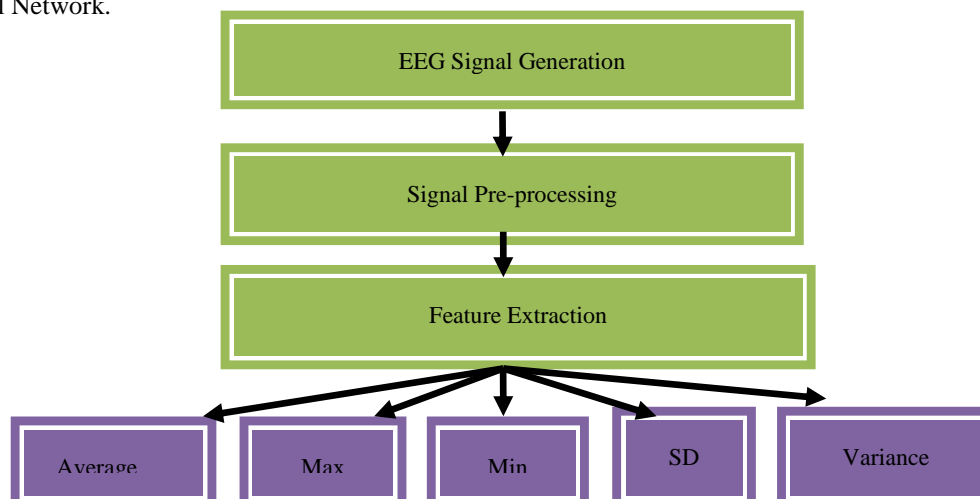 l Network.
EEG Signal Generation
Signal Pre-processing
Feature Extraction
Average
Max
Min
SD
Variance